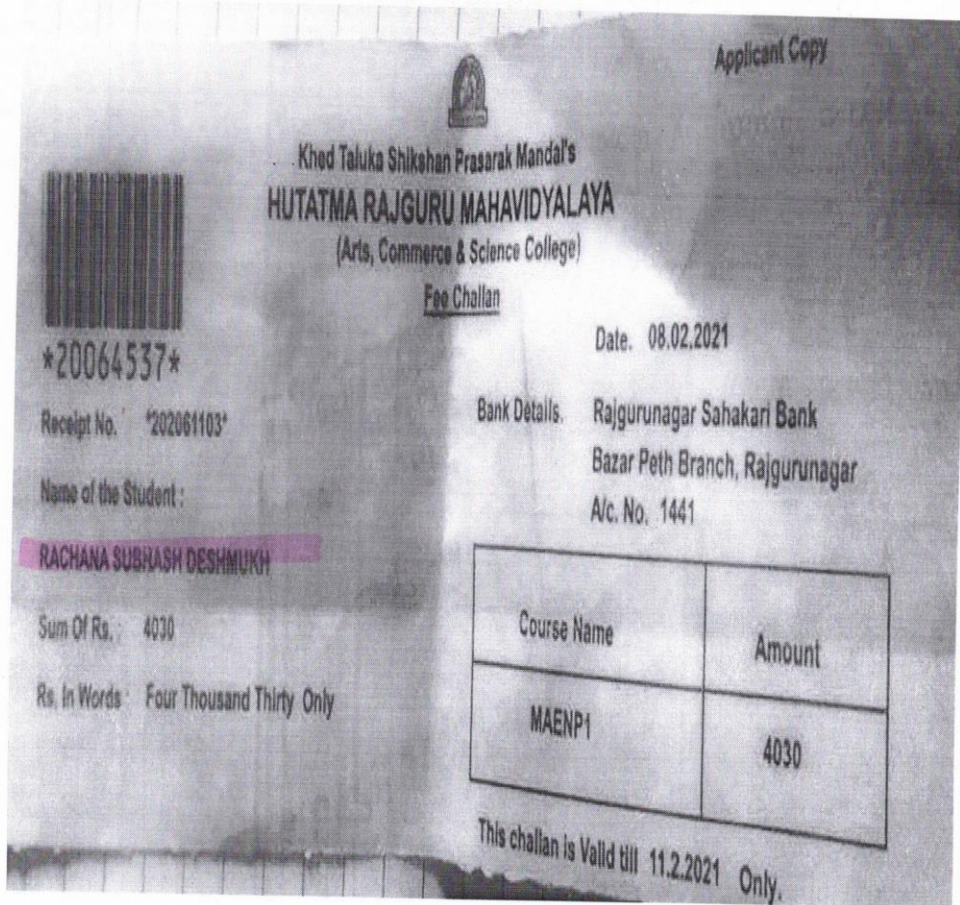 Applicant Copy
Khed Taluka Shikshan Prasarak Mandal's
HUTATMA RAJGURU MAHAVIDYALAYA
(Arts, Commerce & Science College)
Fee Challan
*20064537*
Date. 08.02.2021
Receipt No. *202061103*
Bank Details. Rajgurunagar Sahakari Bank
Bazar Peth Branch, Rajgurunagar
A/c. No. 1441
Name of the Student :
RACHANA SUBHASH DESHMUKH
Sum Of Rs. : 4030
Rs. In Words : Four Thousand Thirty Only
Course Name Amount
MAENP1 4030
This challan is Valid till 11.2.2021 Only.